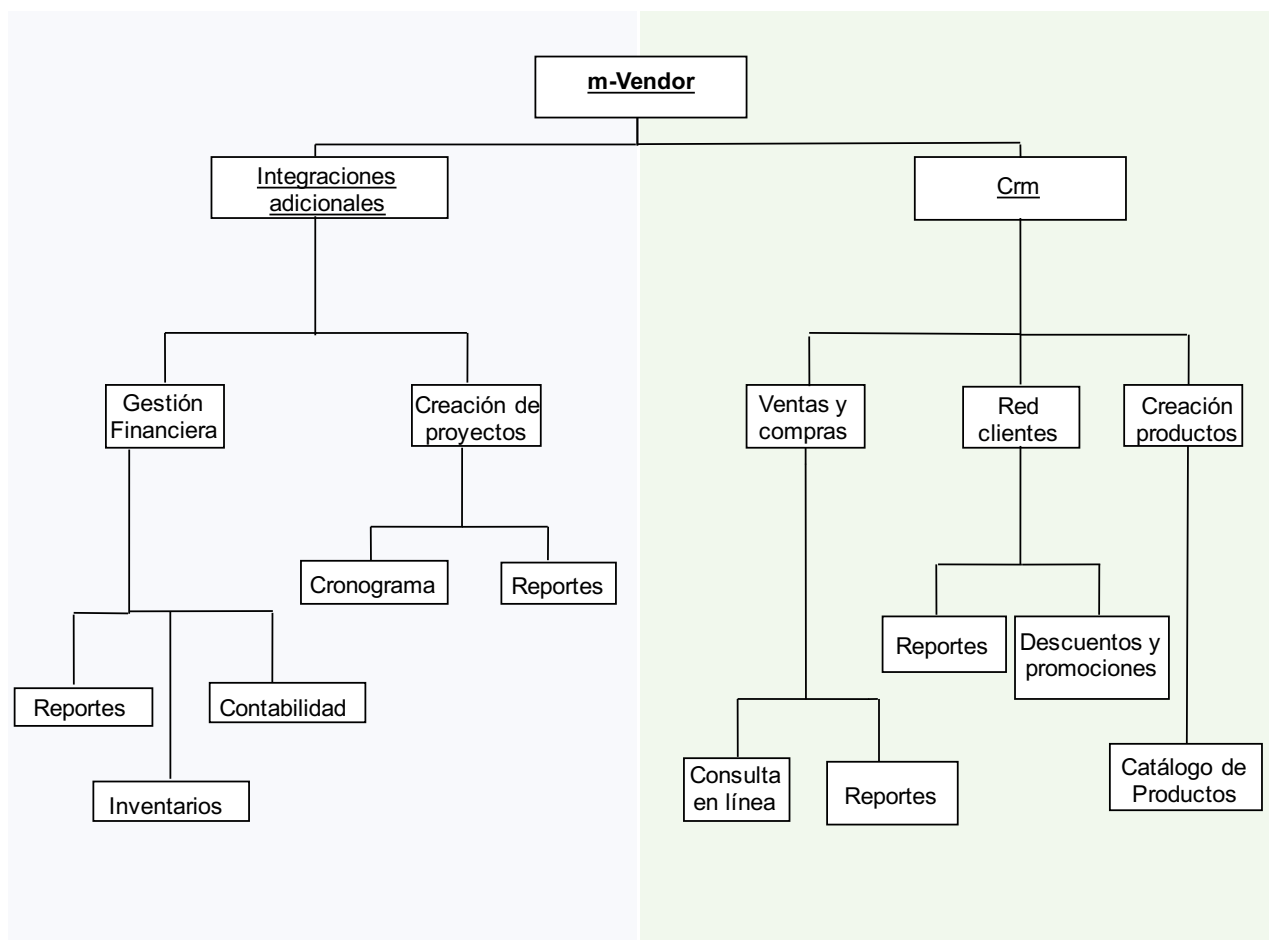 m-Vendor
Integraciones
adicionales
Crm
Gestión
Financiera
Creación de
proyectos
Ventas y
compras
Red
clientes
Creación
productos
Cronograma
Reportes
Reportes
Descuentos y
promociones
Reportes
Contabilidad
Inventarios
Consulta
en línea
Reportes
Catálogo de
Productos